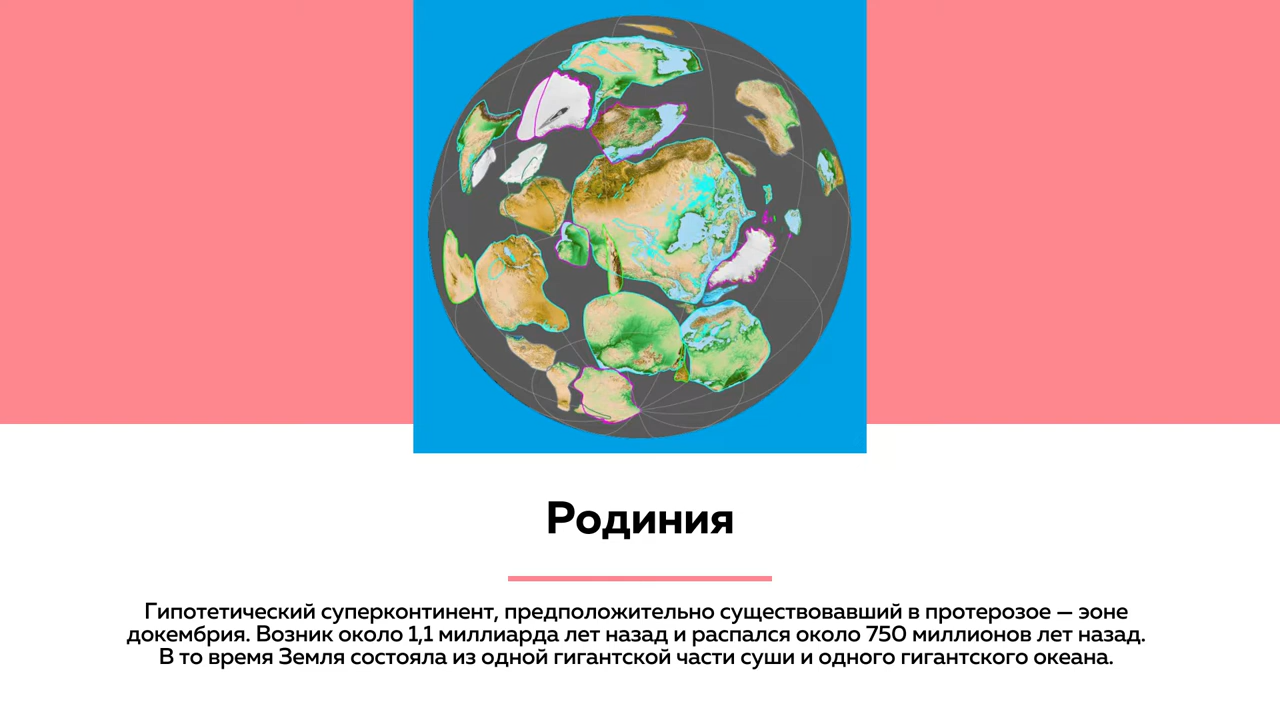 Родиния
Гипотетический суперконтинент, предположительно существовавший в протерозое — эоне
докембрия. Возник около 1,1 миллиарда лет назад и распался около 750 миллионов лет назад.
В то время Земля состояла из одной гигантской части суши и одного гигантского океана.